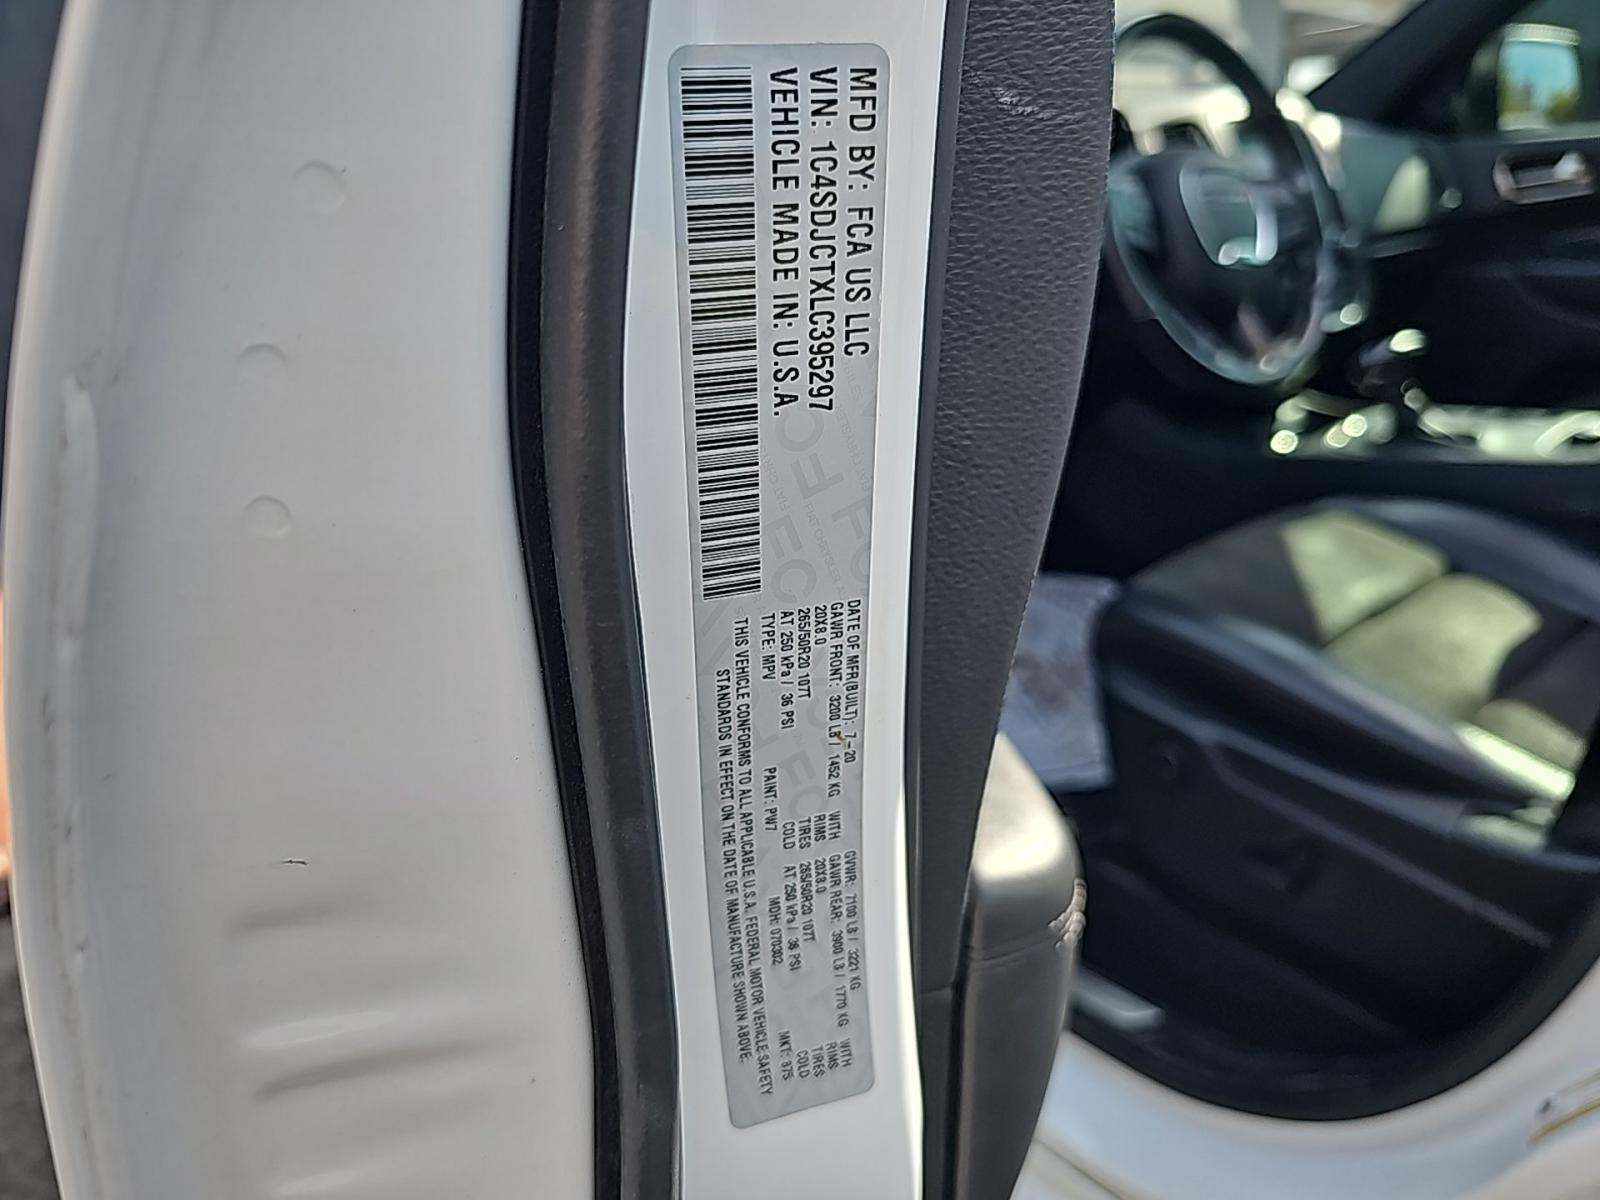 MFD BY: FCA US LLC
VIN: 1C4SDJCTXLC395297
VEHICLE MADE IN: U.S.A.
DATE OF MFR(BUILT): 7-20 GVWR: 7100 LB / 3221 KG
GAWR FRONT: 3200 LB / 1452 KG WITH GAWR REAR: 3900 LB / 1770 KG WITH
20X8.0 RIMS 20X8.0 RIMS
265/50R20 107T TIRES 265/50R20 107T TIRES
AT 250 kPa / 36 PSI COLD AT 250 kPa / 36 PSI COLD
TYPE: MPV PAINT: PW7 MDH: 070302 MKT: 875
THIS VEHICLE CONFORMS TO ALL APPLICABLE U.S.A. FEDERAL MOTOR VEHICLE SAFETY
STANDARDS IN EFFECT ON THE DATE OF MANUFACTURE SHOWN ABOVE.